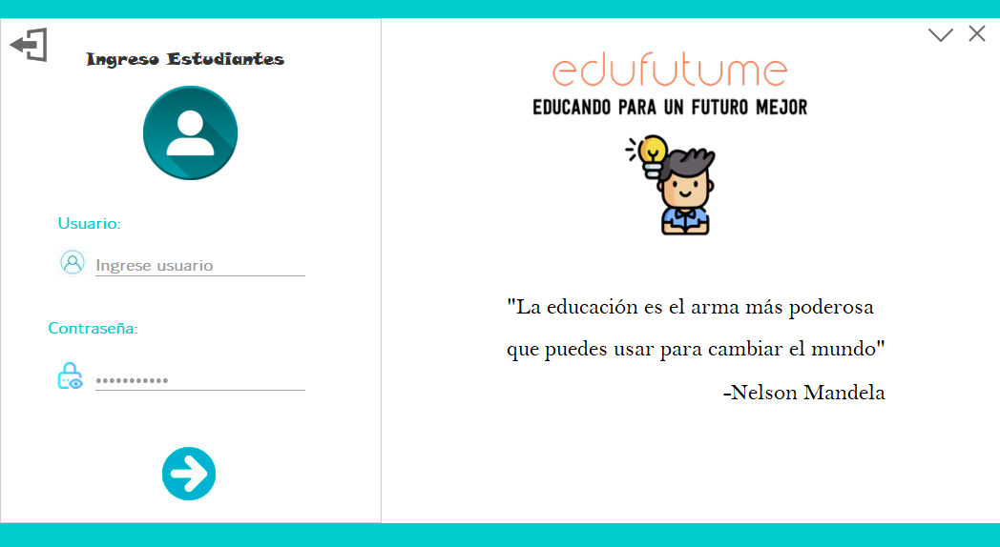 Ingreso Estudiantes
Usuario:
Ingrese usuario
Contraseña:
•••••••••••
edufutume
EDUCANDO PARA UN FUTURO MEJOR
"La educación es el arma más poderosa
que puedes usar para cambiar el mundo"
-Nelson Mandela